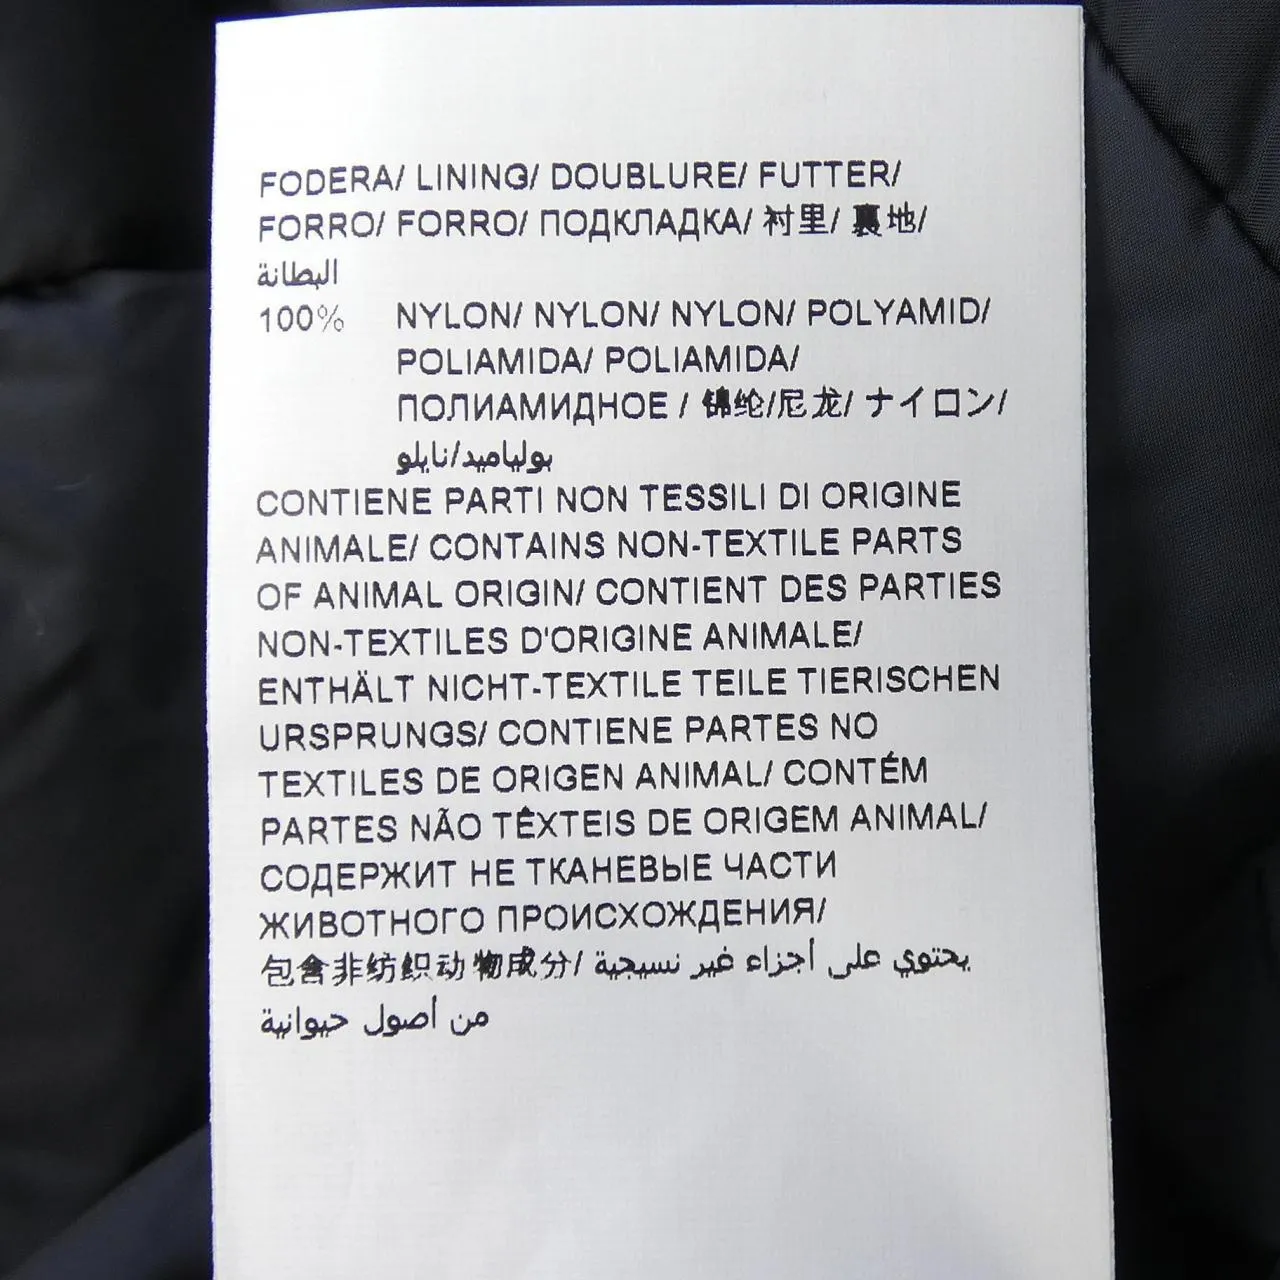 FODERA/ LINING/ DOUBLURE/ FUTTER/
FORRO/ FORRO/ ПОДКЛАДКА/ 衬里/ 裏地/
البطانة
100% NYLON/ NYLON/ NYLON/ POLYAMID/
POLIAMIDA/ POLIAMIDA/
ПОЛИАМИДНОЕ / 锦纶/尼龙/ ナイロン/
بولياميد/نايلو
CONTIENE PARTI NON TESSILI DI ORIGINE
ANIMALE/ CONTAINS NON-TEXTILE PARTS
OF ANIMAL ORIGIN/ CONTIENT DES PARTIES
NON-TEXTILES D'ORIGINE ANIMALE/
ENTHÄLT NICHT-TEXTILE TEILE TIERISCHEN
URSPRUNGS/ CONTIENE PARTES NO
TEXTILES DE ORIGEN ANIMAL/ CONTÉM
PARTES NÃO TÊXTEIS DE ORIGEM ANIMAL/
СОДЕРЖИТ НЕ ТКАНЕВЫЕ ЧАСТИ
ЖИВОТНОГО ПРОИСХОЖДЕНИЯ/
包含非纺织动物成分/ يحتوي على أجزاء غير نسيجية
من أصول حيوانية